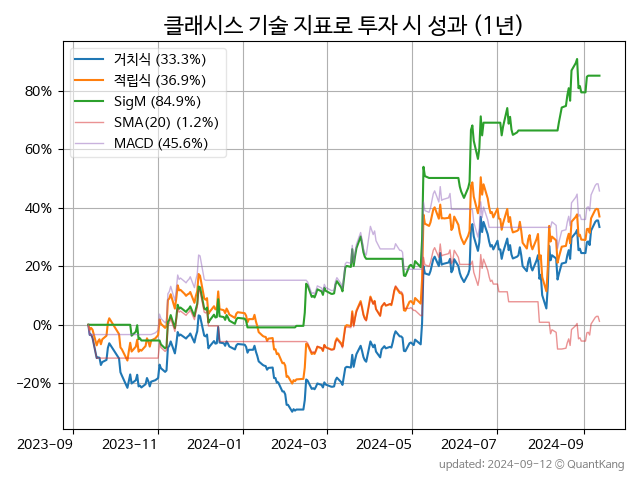 클래시스 기술 지표로 투자 시 성과 (1년)
거치식 (33.3%)
적립식 (36.9%)
SigM (84.9%)
SMA(20) (1.2%)
MACD (45.6%)
80%
60%
40%
20%
0%
−20%
2023-09 2023-11 2024-01 2024-03 2024-05 2024-07 2024-09
updated: 2024-09-12 © QuantKang